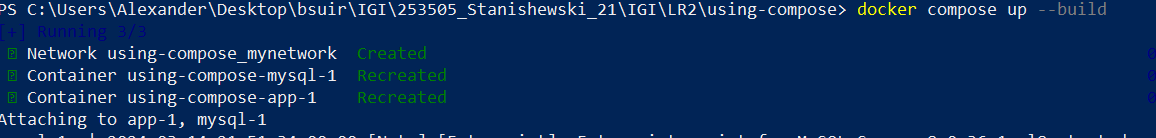 PS C:\Users\Alexander\Desktop\bsuir\IGI\253505_Stanishewski_21\IGI\LR2\using-compose> docker compose up --build
[+] Running 3/3
Network using-compose_mynetwork Created
Container using-compose-mysql-1 Recreated
Container using-compose-app-1 Recreated
Attaching to app-1, mysql-1